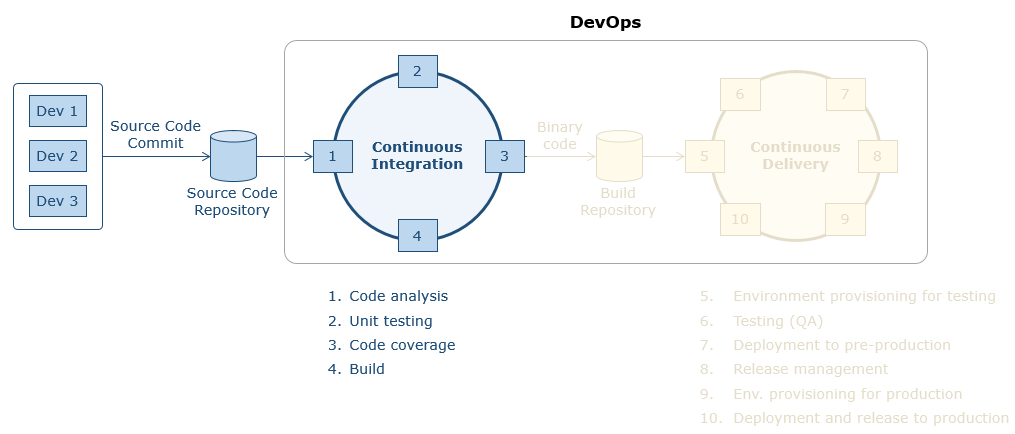 DevOps
Dev 1
Dev 2
Dev 3
Source Code
Commit
Source Code
Repository
1
2
3
4
Continuous
Integration
Binary
code
Build
Repository
5
6
7
8
9
10
Continuous
Delivery
1. Code analysis
2. Unit testing
3. Code coverage
4. Build
5. Environment provisioning for testing
6. Testing (QA)
7. Deployment to pre-production
8. Release management
9. Env. provisioning for production
10. Deployment and release to production